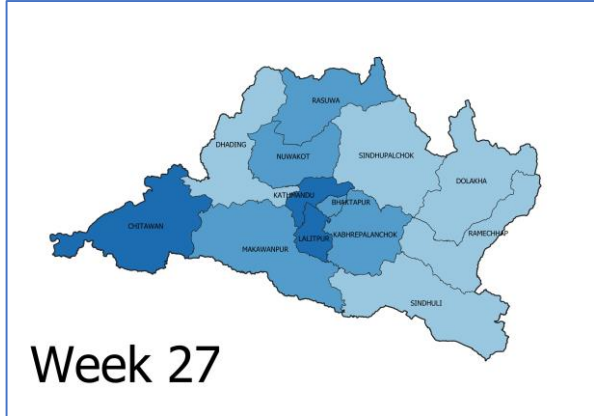 RASUWA
DHADING
NUWAKOT
SINDHUPALCHOK
DOLAKHA
KATHMANDU
BHAKTAPUR
CHITAWAN
LALITPUR
KABHREPALANCHOK
RAMECHHAP
MAKAWANPUR
SINDHULI
Week 27